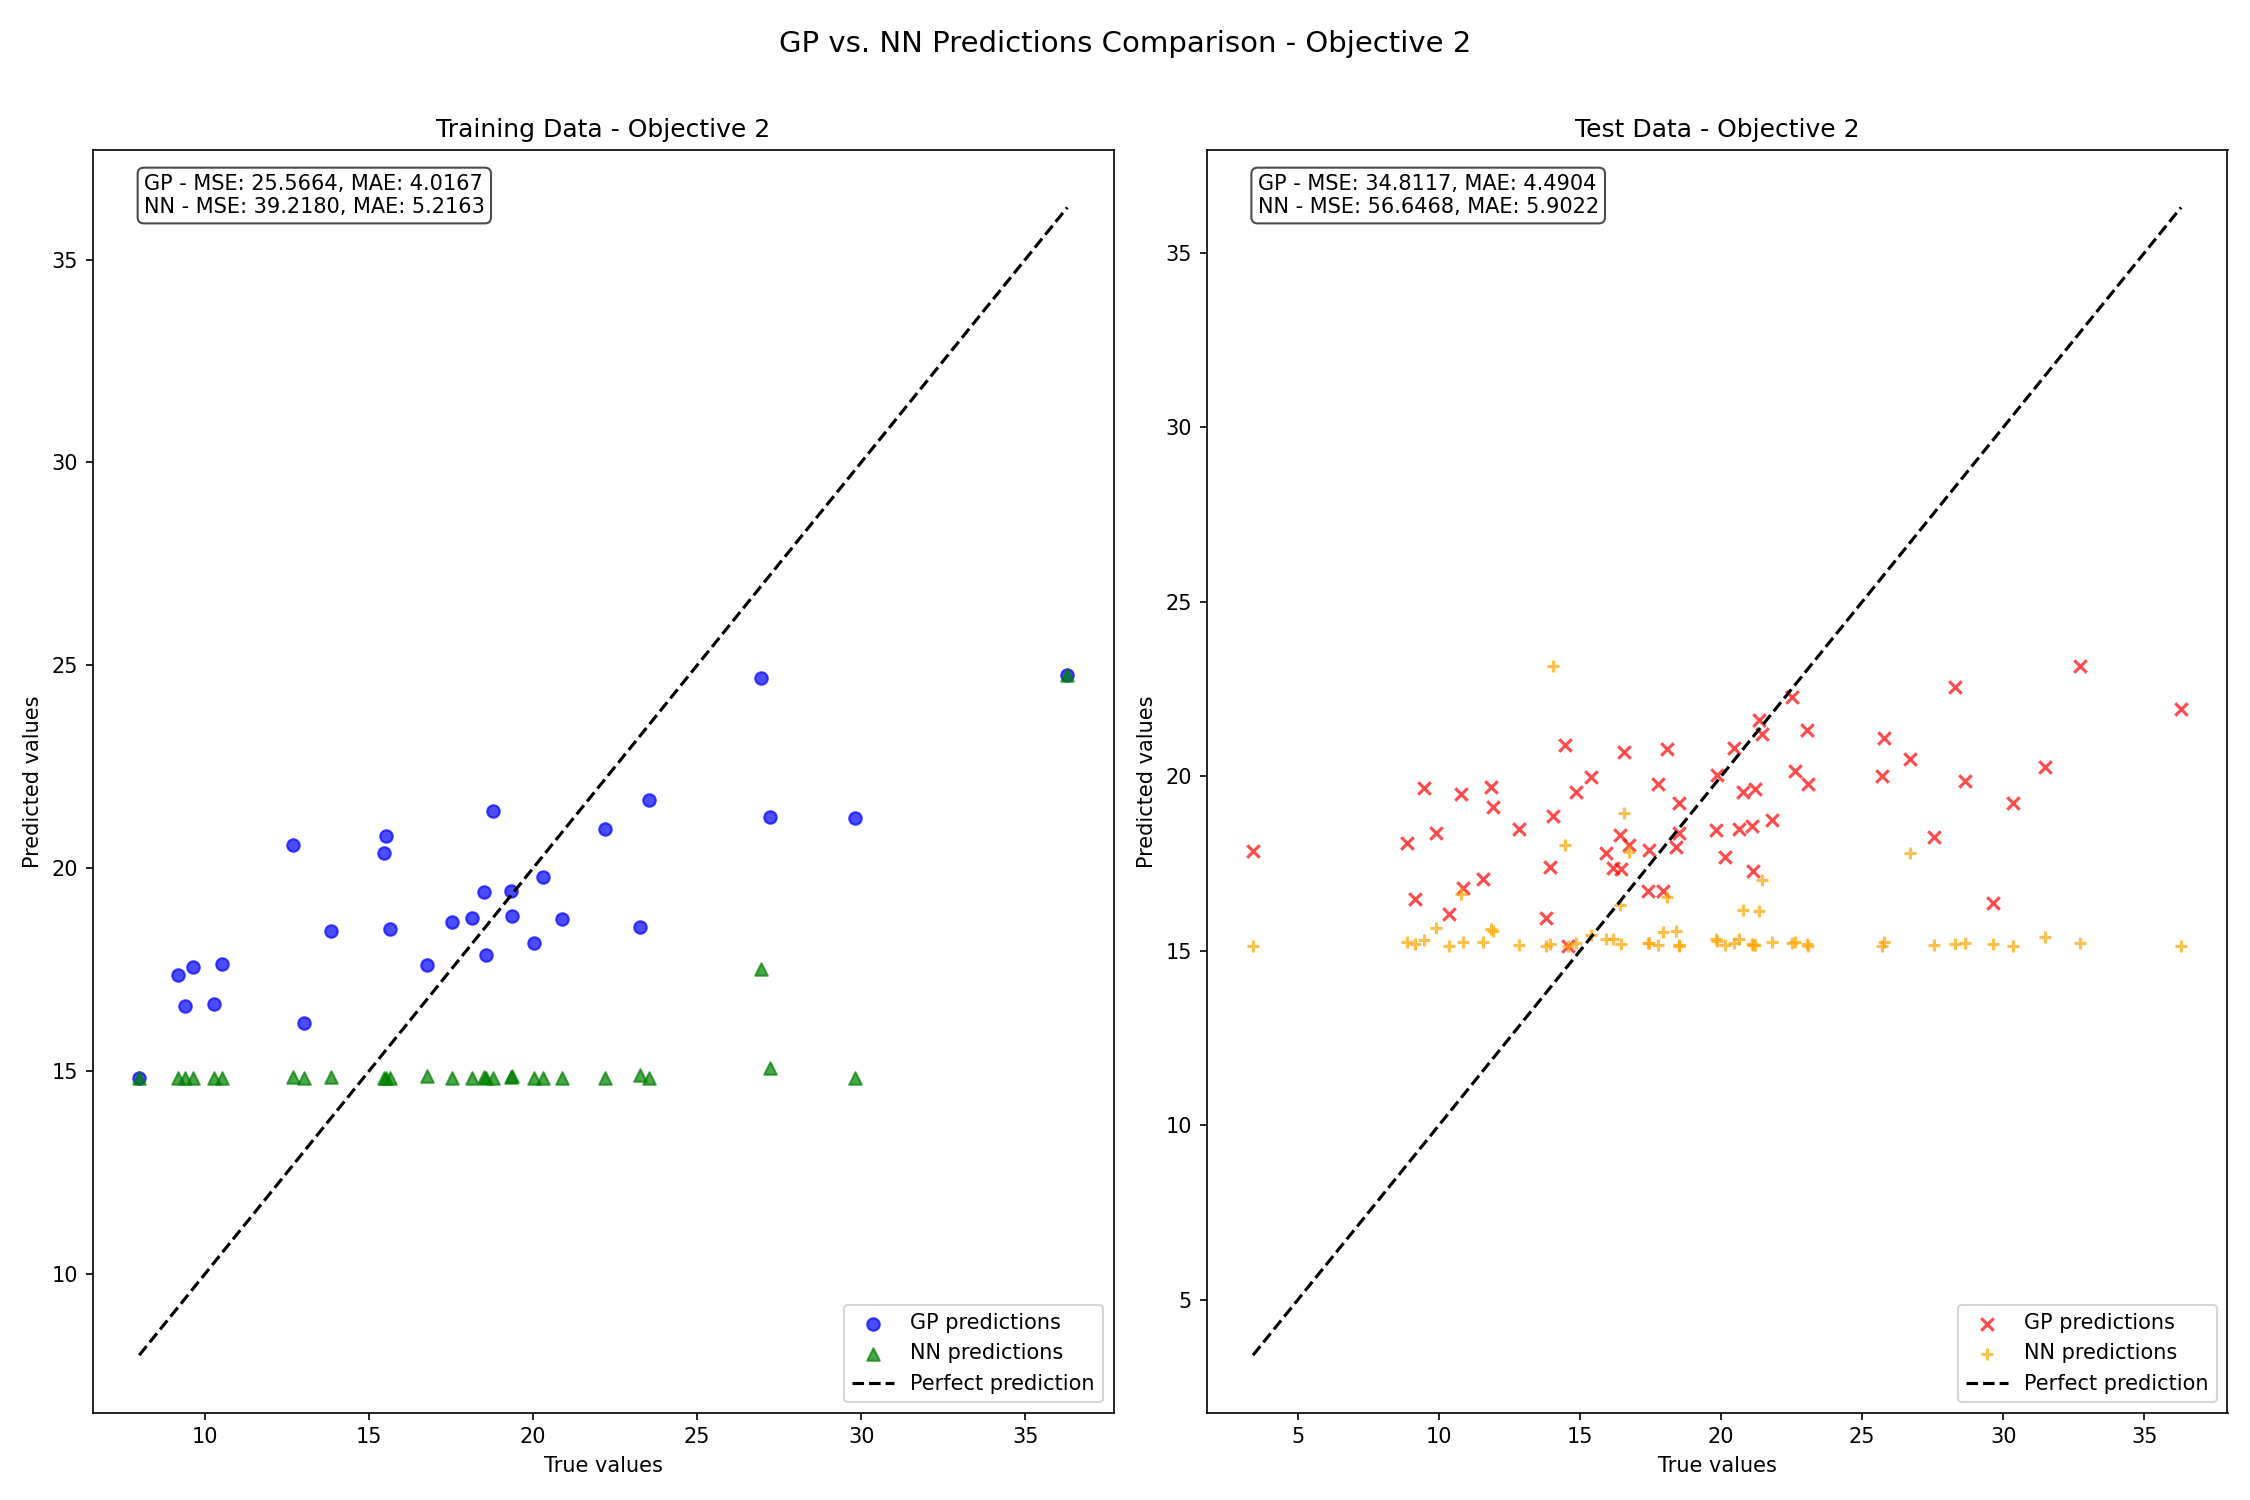 GP vs. NN Predictions Comparison - Objective 2
Training Data - Objective 2
GP - MSE: 25.5664, MAE: 4.0167
NN - MSE: 39.2180, MAE: 5.2163
35
30
25
20
15
10
Predicted values
10 15 20 25 30 35
True values
GP predictions
NN predictions
Perfect prediction
Test Data - Objective 2
GP - MSE: 34.8117, MAE: 4.4904
NN - MSE: 56.6468, MAE: 5.9022
35
30
25
20
15
10
5
Predicted values
5 10 15 20 25 30 35
True values
GP predictions
NN predictions
Perfect prediction